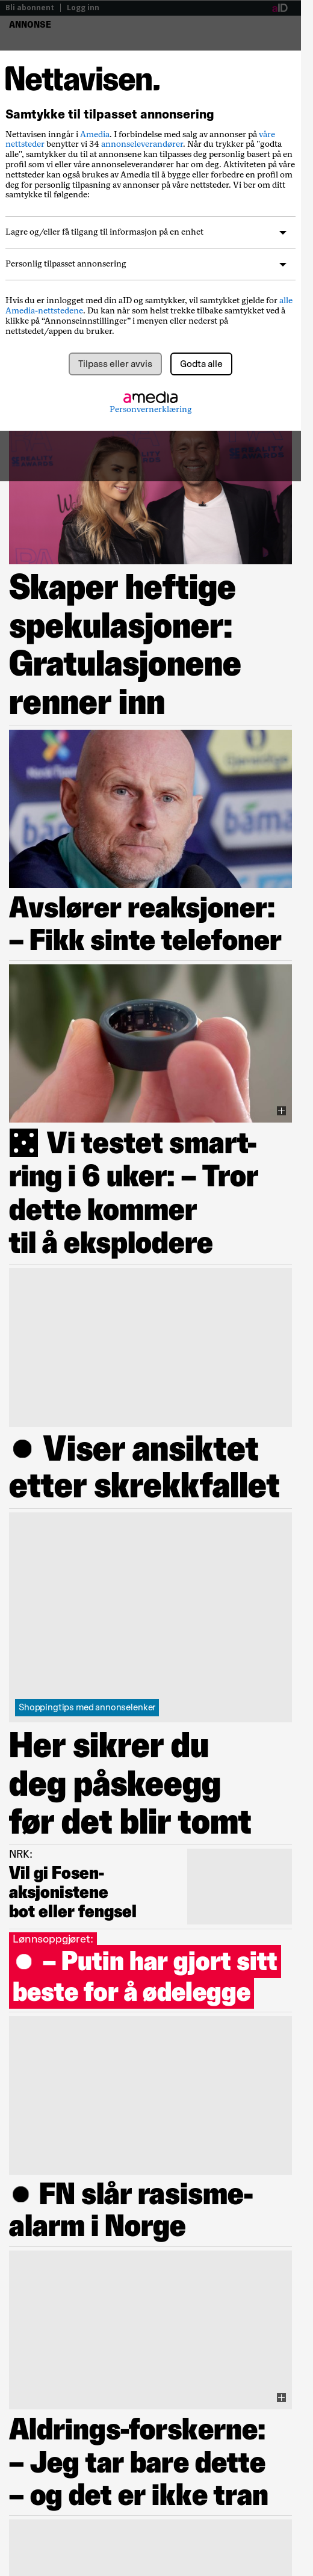 Bli abonnent | Logg inn
aID
ANNONSE
Nettavisen.
Samtykke til tilpasset annonsering
Nettavisen inngår i Amedia. I forbindelse med salg av annonser på våre
nettsteder benytter vi 34 annonseleverandører. Når du trykker på "godta
alle", samtykker du til at annonsene kan tilpasses deg personlig basert på en
profil som vi eller våre annonseleverandører har om deg. Aktiviteten på våre
nettsteder kan også brukes av Amedia til å bygge eller forbedre en profil om
deg for personlig tilpasning av annonser på våre nettsteder. Vi ber om ditt
samtykke til følgende:
Lagre og/eller få tilgang til informasjon på en enhet
Personlig tilpasset annonsering
Hvis du er innlogget med din aID og samtykker, vil samtykket gjelde for alle
Amedia-nettstedene. Du kan når som helst trekke tilbake samtykket ved å
klikke på “Annonseinnstillinger” i menyen eller nederst på
nettstedet/appen du bruker.
Tilpass eller avvis
Godta alle
amedia
Personvernerklæring
Skaper heftige
spekulasjoner:
Gratulasjonene
renner inn
bama
Avslører reaksjoner:
– Fikk sinte telefoner
Vi testet smart-
ring i 6 uker: – Tror
dette kommer
til å eksplodere
Viser ansiktet
etter skrekkfallet
Shoppingtips med annonselenker
Her sikrer du
deg påskeegg
før det blir tomt
NRK:
Vil gi Fosen-
aksjonistene
bot eller fengsel
Lønnsoppgjøret:
– Putin har gjort sitt
beste for å ødelegge
FN slår rasisme-
alarm i Norge
Aldrings-forskerne:
– Jeg tar bare dette
– og det er ikke tran